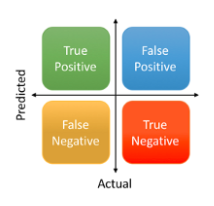 True
Positive
False
Positive
Predicted
False
Negative
True
Negative
Actual